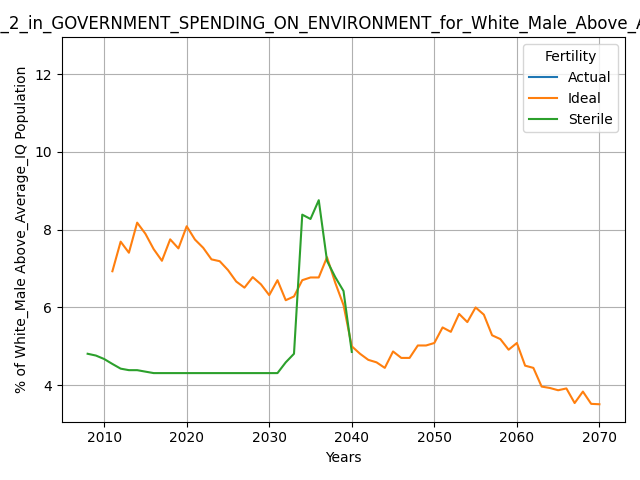 _2_in_GOVERNMENT_SPENDING_ON_ENVIRONMENT_for_White_Male_Above_A
Fertility
Actual
Ideal
Sterile
% of White_Male Above_Average_IQ Population
12
10
8
6
4
2010 2020 2030 2040 2050 2060 2070
Years